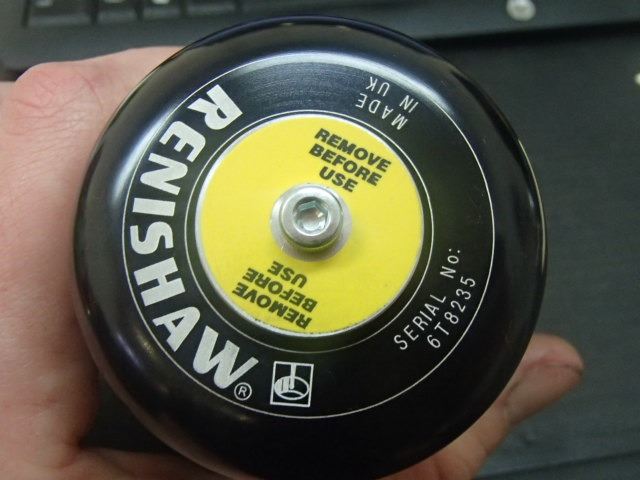 RENISHAW®
MADE
IN UK
REMOVE
BEFORE
USE
REMOVE
BEFORE
USE
SERIAL No:
6T8235